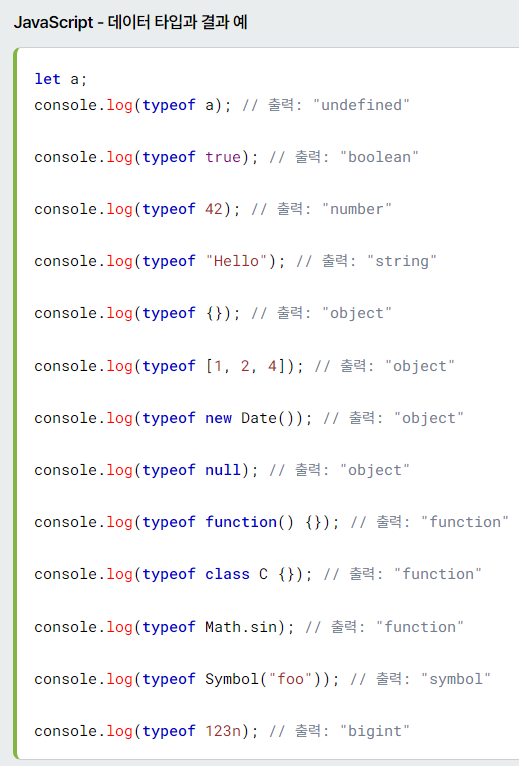 JavaScript - 데이터 타입과 결과 예
let a;
console.log(typeof a); // 출력: "undefined"
console.log(typeof true); // 출력: "boolean"
console.log(typeof 42); // 출력: "number"
console.log(typeof "Hello"); // 출력: "string"
console.log(typeof {}); // 출력: "object"
console.log(typeof [1, 2, 4]); // 출력: "object"
console.log(typeof new Date()); // 출력: "object"
console.log(typeof null); // 출력: "object"
console.log(typeof function() {}); // 출력: "function"
console.log(typeof class C {}); // 출력: "function"
console.log(typeof Math.sin); // 출력: "function"
console.log(typeof Symbol("foo")); // 출력: "symbol"
console.log(typeof 123n); // 출력: "bigint"